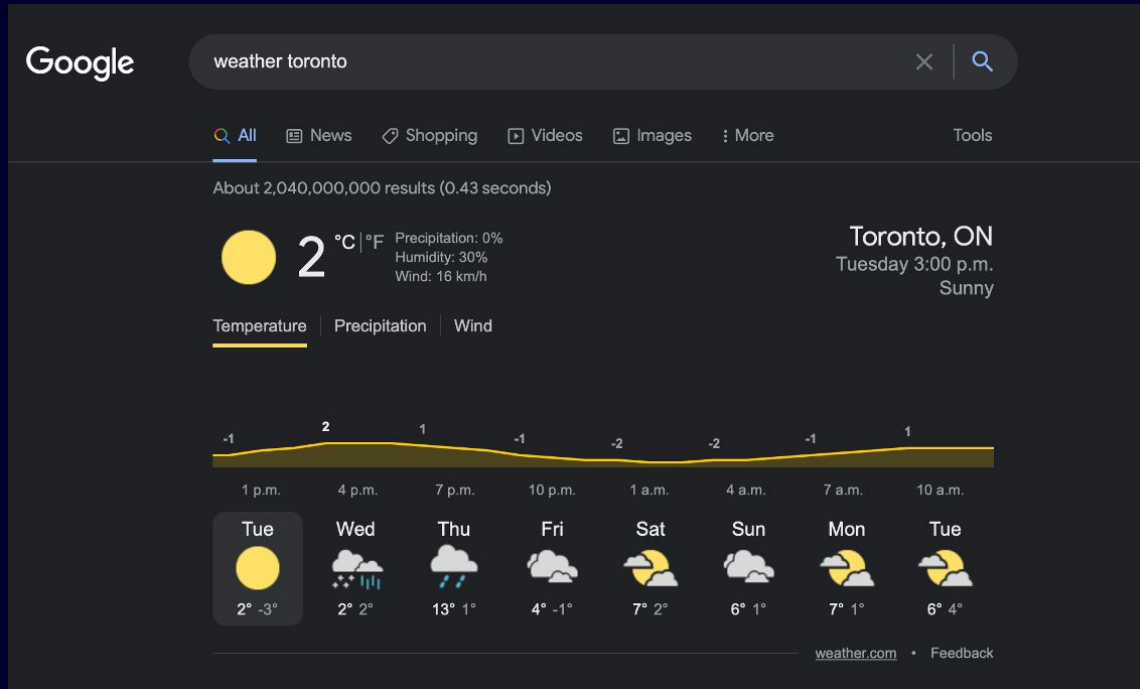 Google
weather toronto
All News Shopping Videos Images More Tools
About 2,040,000,000 results (0.43 seconds)
2 °C | °F
Precipitation: 0%
Humidity: 30%
Wind: 16 km/h
Toronto, ON
Tuesday 3:00 p.m.
Sunny
Temperature | Precipitation | Wind
-1 2 1 -1 -2 -2 -1 1
1 p.m. 4 p.m. 7 p.m. 10 p.m. 1 a.m. 4 a.m. 7 a.m. 10 a.m.
Tue Wed Thu Fri Sat Sun Mon Tue
2° -3° 2° 2° 13° 1° 4° -1° 7° 2° 6° 1° 7° 1° 6° 4°
weather.com • Feedback